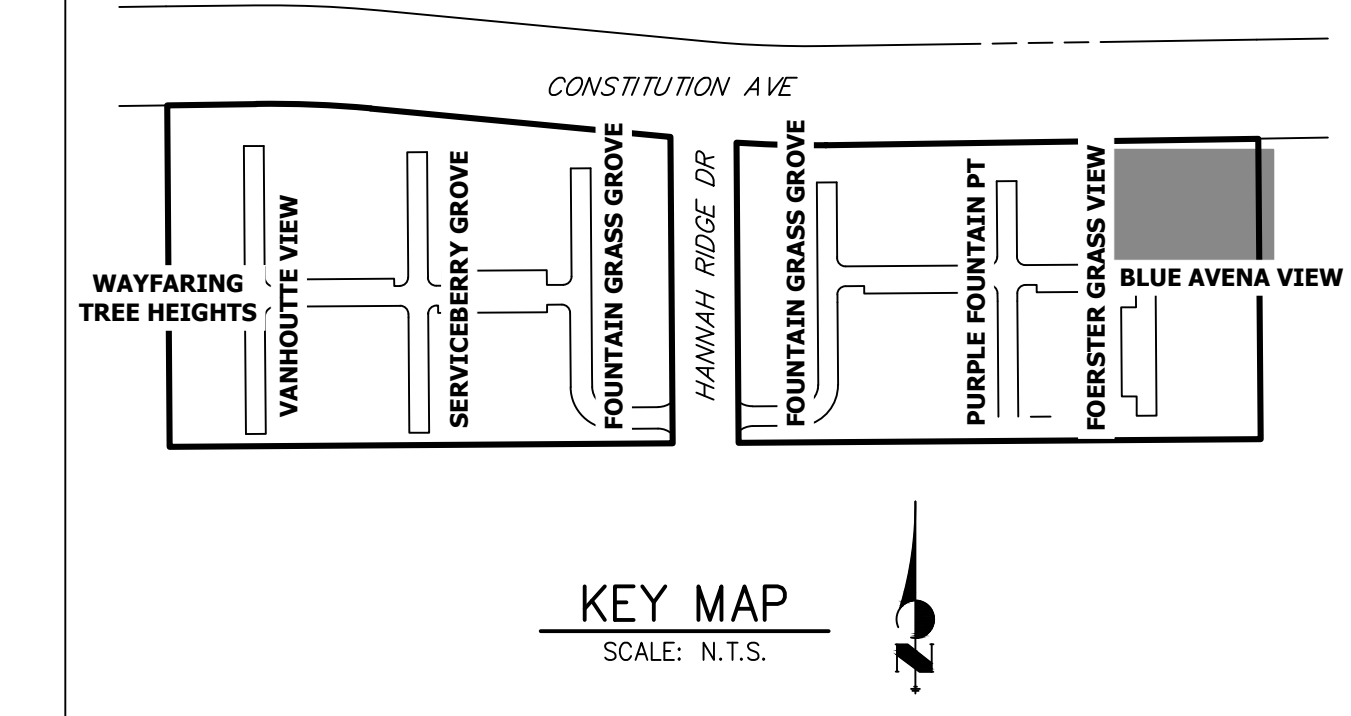 CONSTITUTION AVE
WAYFARING
TREE HEIGHTS
VANHOUTTE VIEW
SERVICEBERRY GROVE
FOUNTAIN GRASS GROVE
HANNAH RIDGE DR
FOUNTAIN GRASS GROVE
PURPLE FOUNTAIN PT
FOERSTER GRASS VIEW
BLUE AVENA VIEW
KEY MAP
SCALE: N.T.S.
N